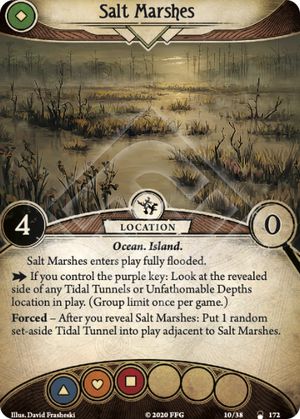 Salt Marshes
4
LOCATION
0
Ocean. Island.
Salt Marshes enters play fully flooded.
If you control the purple key: Look at the revealed
side of any Tidal Tunnels or Unfathomable Depths
location in play. (Group limit once per game.)
Forced – After you reveal Salt Marshes: Put 1 random
set-aside Tidal Tunnel into play adjacent to Salt Marshes.
Illus. David Frasheski
© 2020 FFG
10/38
172